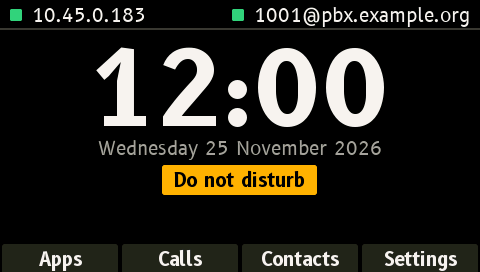 10.45.0.183 1001@pbx.example.org
12:00
Wednesday 25 November 2026
Do not disturb
Apps Calls Contacts Settings